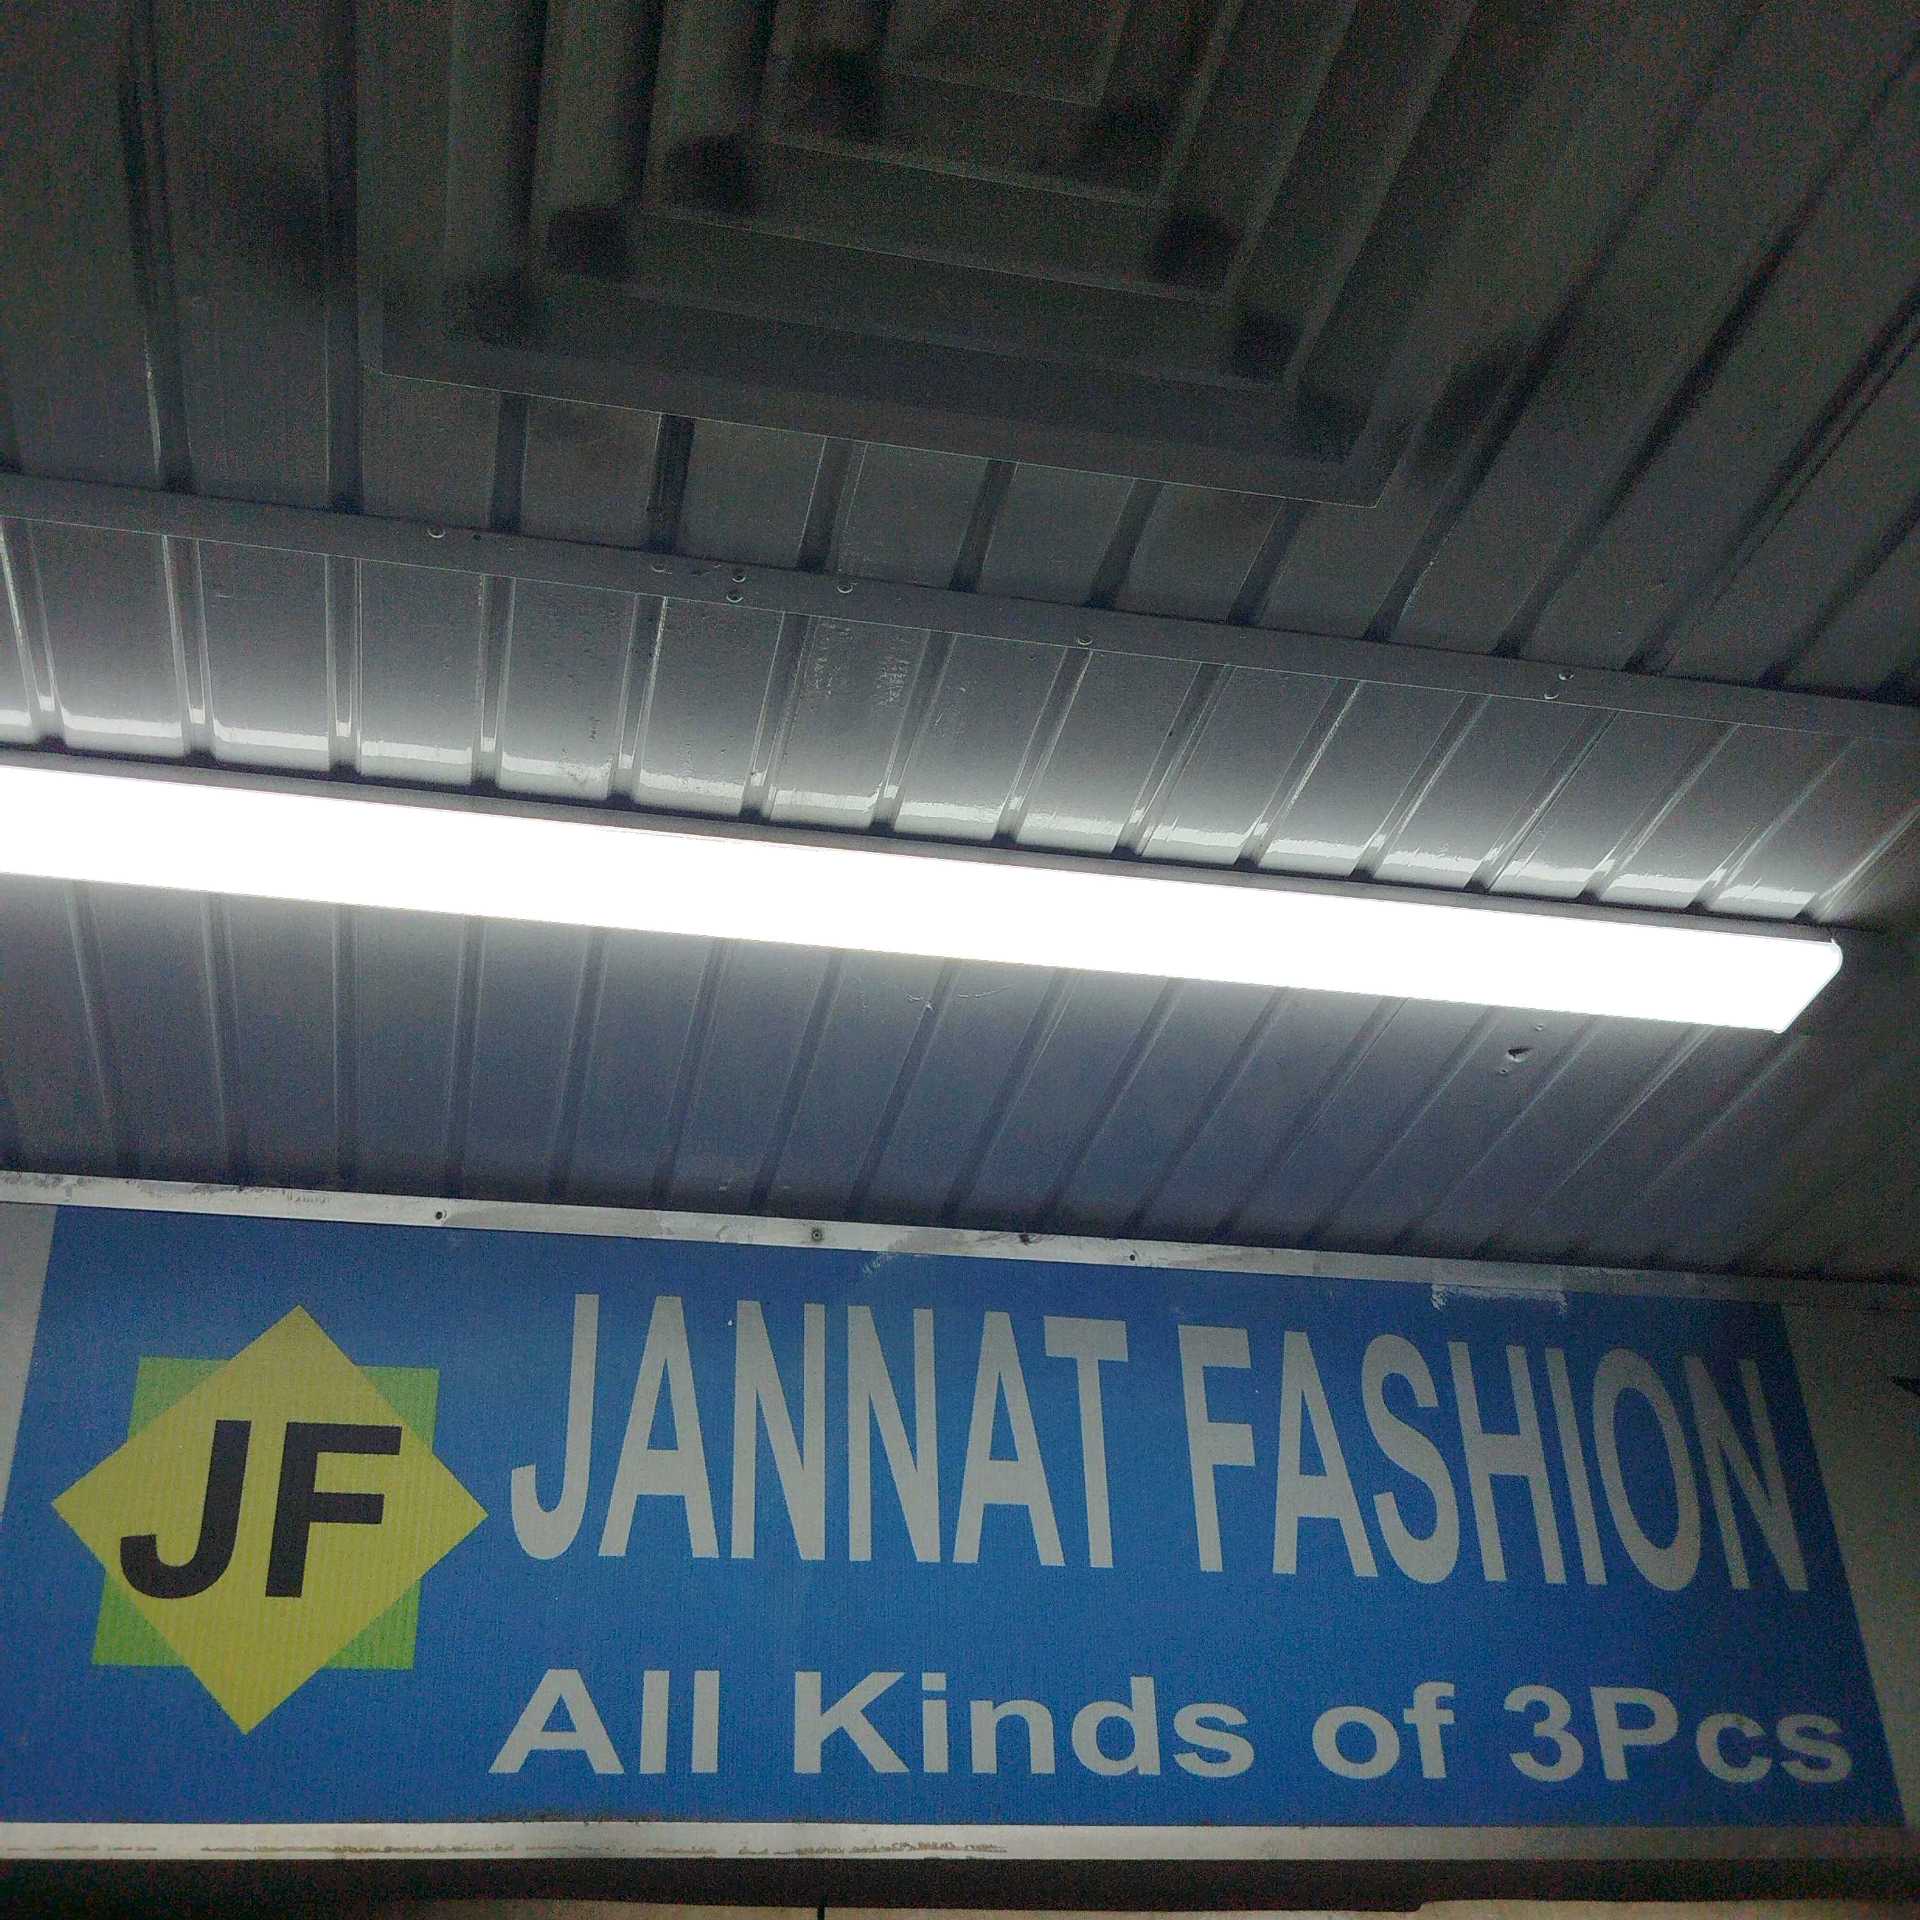 JF
JANNAT FASHION
All Kinds of 3Pcs